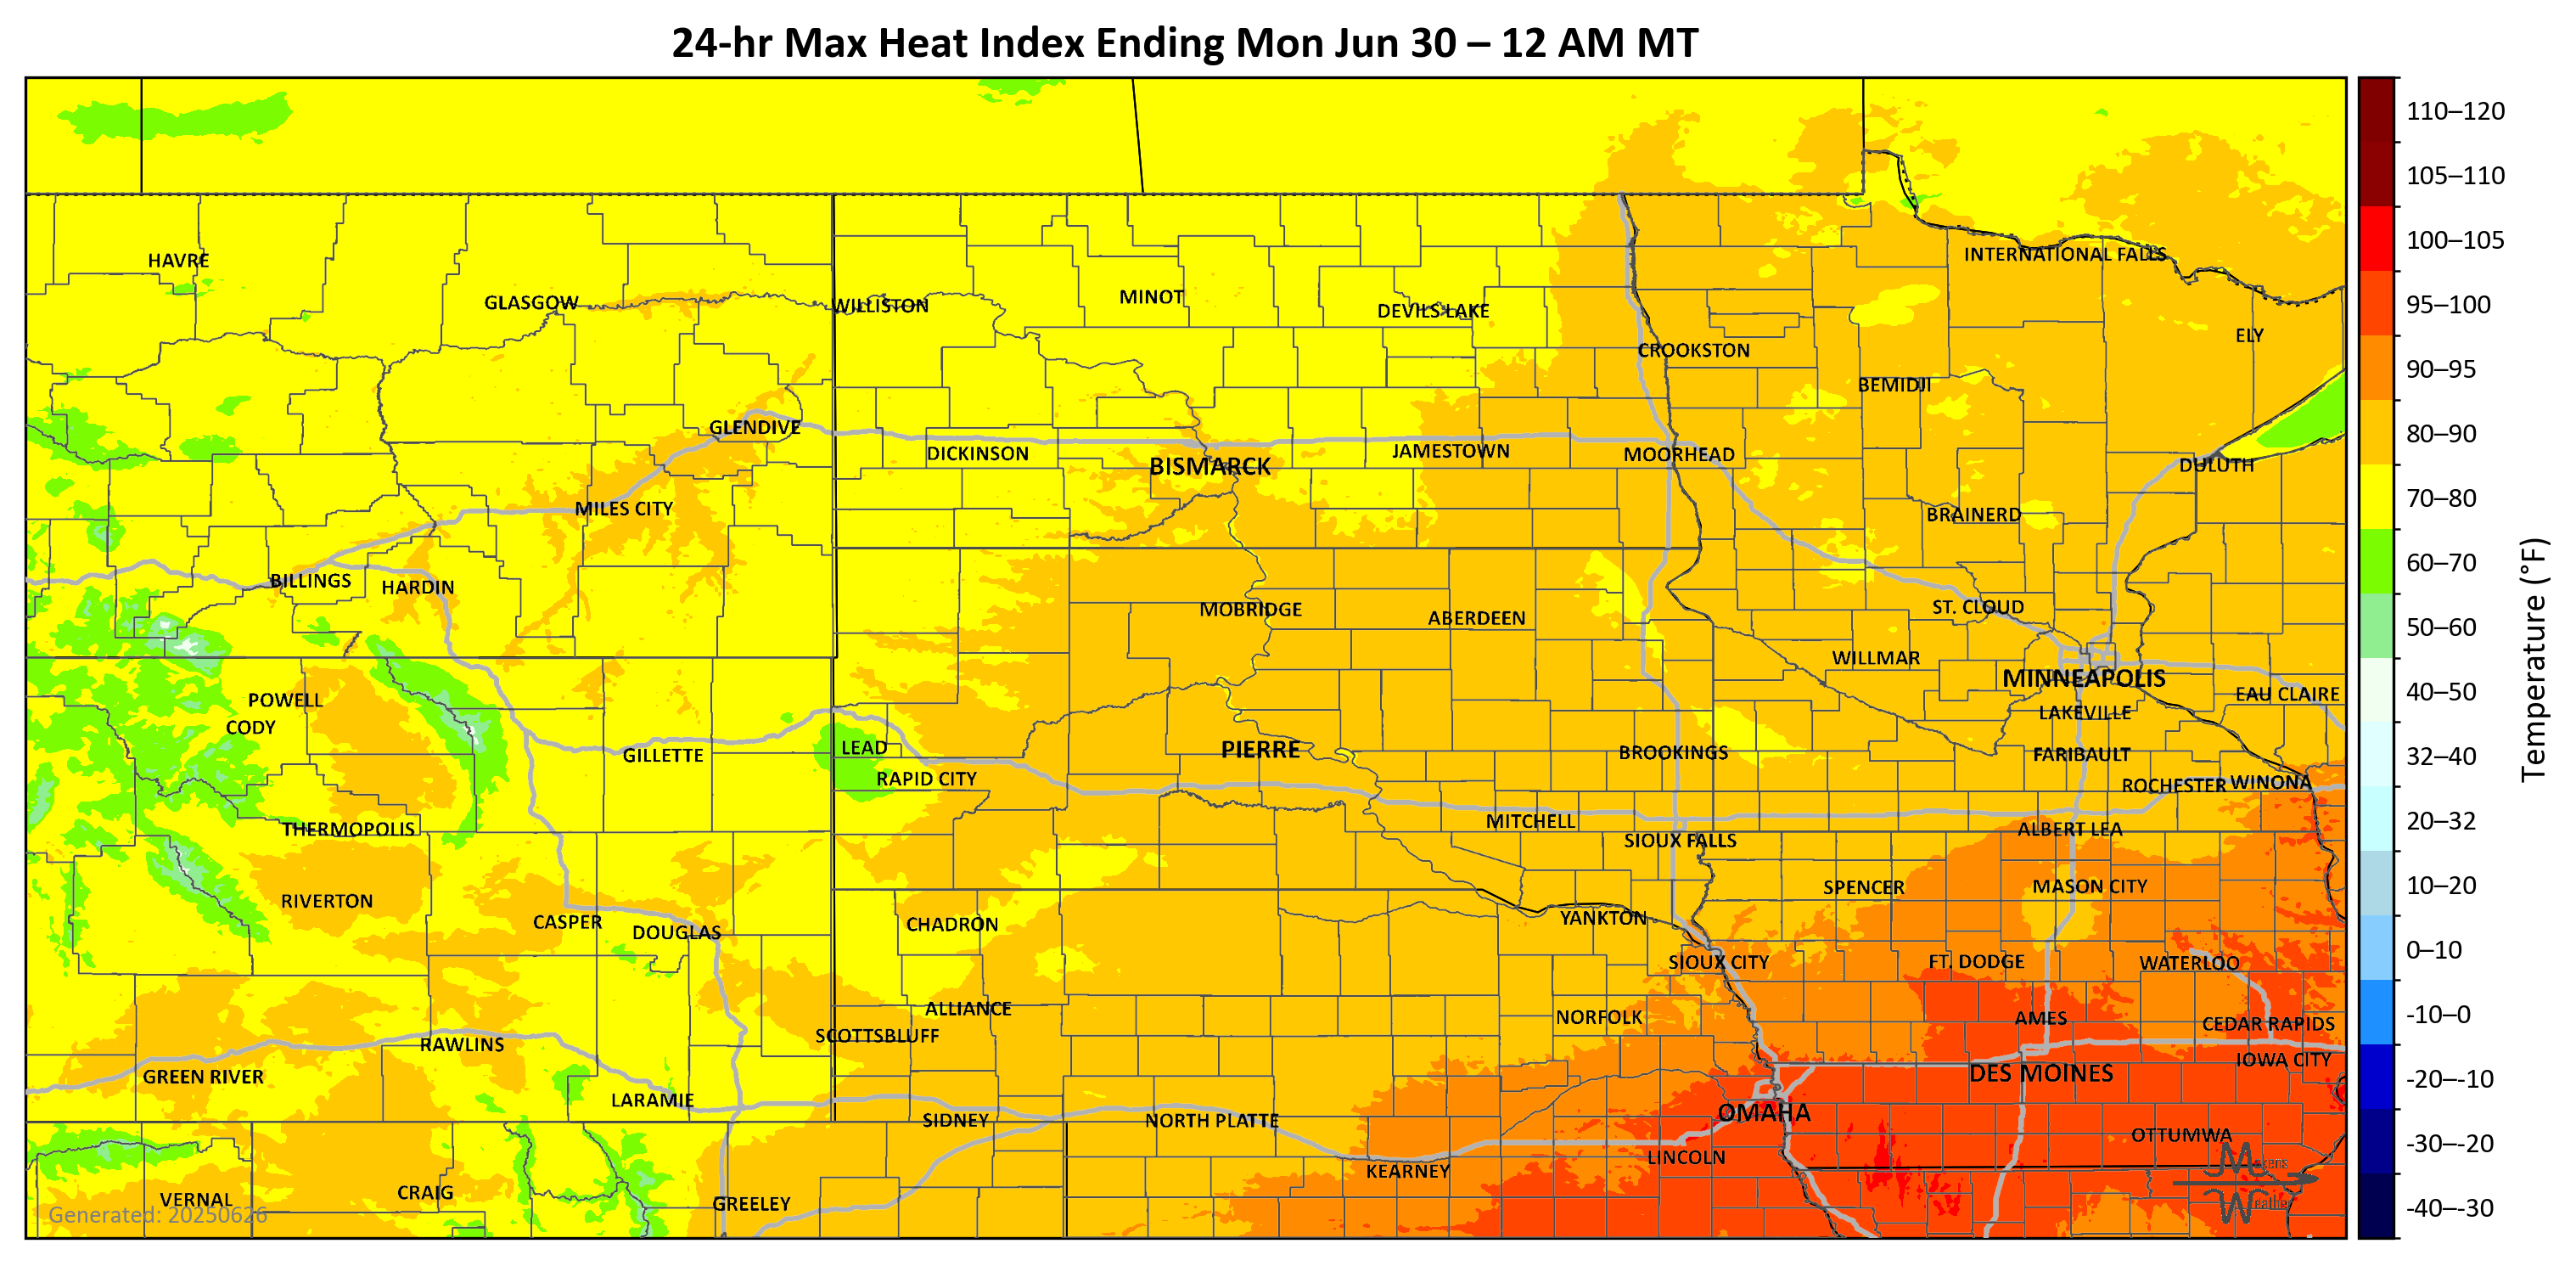 24-hr Max Heat Index Ending Mon Jun 30 – 12 AM MT
HAVRE
GLASGOW
WILLISTON
MINOT
DEVILS LAKE
INTERNATIONAL FALLS
ELY
CROOKSTON
BEMIDJI
GLENDIVE
DICKINSON
BISMARCK
JAMESTOWN
MOORHEAD
DULUTH
MILES CITY
BRAINERD
BILLINGS
HARDIN
MOBRIDGE
ABERDEEN
ST. CLOUD
WILLMAR
MINNEAPOLIS
EAU CLAIRE
POWELL
CODY
LAKEVILLE
GILLETTE
LEAD
PIERRE
BROOKINGS
FARIBAULT
RAPID CITY
ROCHESTER
WINONA
THERMOPOLIS
MITCHELL
SIOUX FALLS
ALBERT LEA
RIVERTON
SPENCER
MASON CITY
CASPER
DOUGLAS
CHADRON
YANKTON
SIOUX CITY
FT. DODGE
WATERLOO
ALLIANCE
NORFOLK
AMES
CEDAR RAPIDS
SCOTTSBLUFF
RAWLINS
IOWA CITY
GREEN RIVER
DES MOINES
LARAMIE
SIDNEY
NORTH PLATTE
OMAHA
OTTUMWA
KEARNEY
LINCOLN
VERNAL
CRAIG
GREELEY
Generated: 20250626
Makens
Weather
110–120
105–110
100–105
95–100
90–95
80–90
70–80
60–70
50–60
40–50
32–40
20–32
10–20
0–10
-10–0
-20–-10
-30–-20
-40–-30
Temperature (°F)